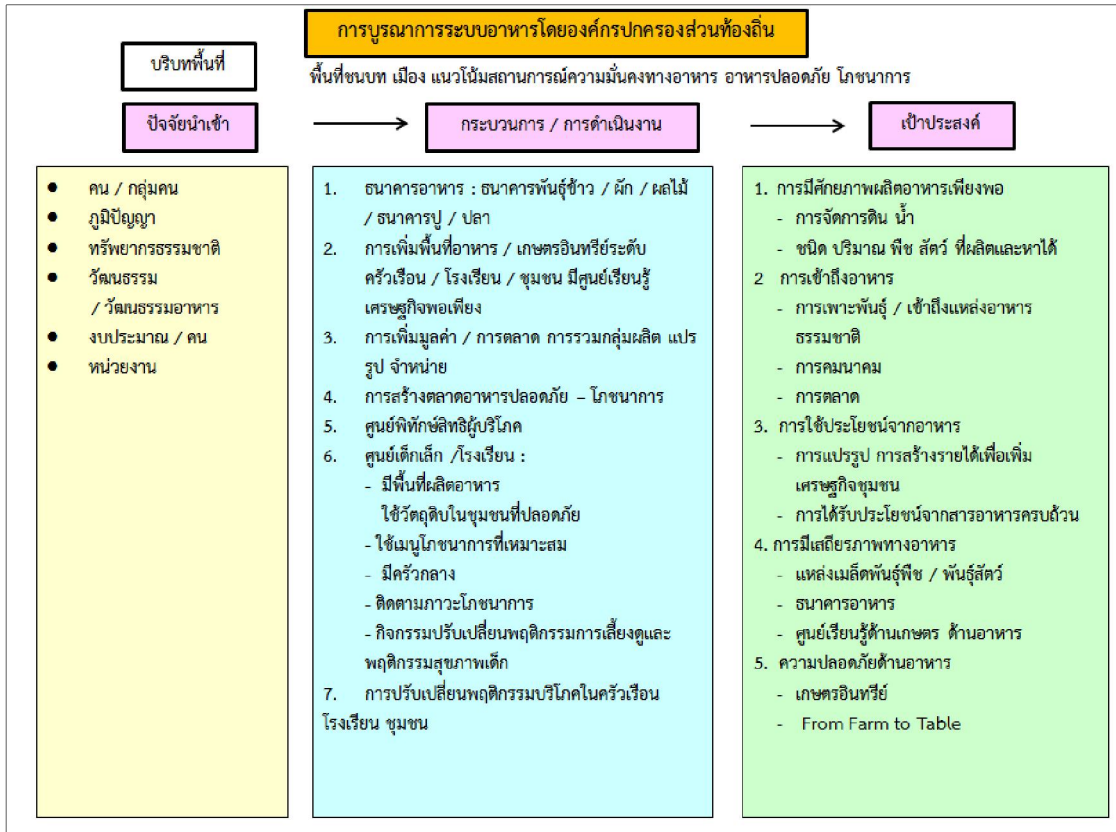 การบูรณาการระบบอาหารโดยองค์กรปกครองส่วนท้องถิ่น
บริบทพื้นที่
พื้นที่ชนบท เมือง แนวโน้มสถานการณ์ความมั่นคงทางอาหาร อาหารปลอดภัย โภชนาการ
ปัจจัยนำเข้า
กระบวนการ / การดำเนินงาน
เป้าประสงค์
● คน / กลุ่มคน
● ภูมิปัญญา
● ทรัพยากรธรรมชาติ
● วัฒนธรรม
/ วัฒนธรรมอาหาร
● งบประมาณ / คน
● หน่วยงาน
1. ธนาคารอาหาร : ธนาคารพันธุ์ข้าว / ผัก / ผลไม้
/ ธนาคารปู / ปลา
2. การเพิ่มพื้นที่อาหาร / เกษตรอินทรีย์ระดับ
ครัวเรือน / โรงเรียน / ชุมชน มีศูนย์เรียนรู้
เศรษฐกิจพอเพียง
3. การเพิ่มมูลค่า / การตลาด การรวมกลุ่มผลิต แปร
รูป จำหน่าย
4. การสร้างตลาดอาหารปลอดภัย – โภชนาการ
5. ศูนย์พิทักษ์สิทธิผู้บริโภค
6. ศูนย์เด็กเล็ก /โรงเรียน :
- มีพื้นที่ผลิตอาหาร
ใช้วัตถุดิบในชุมชนที่ปลอดภัย
- ใช้เมนูโภชนาการที่เหมาะสม
- มีครัวกลาง
- ติดตามภาวะโภชนาการ
- กิจกรรมปรับเปลี่ยนพฤติกรรมการเลี้ยงดูและ
พฤติกรรมสุขภาพเด็ก
7. การปรับเปลี่ยนพฤติกรรมบริโภคในครัวเรือน
โรงเรียน ชุมชน
1. การมีศักยภาพผลิตอาหารเพียงพอ
- การจัดการดิน น้ำ
- ชนิด ปริมาณ พืช สัตว์ ที่ผลิตและหาได้
2 การเข้าถึงอาหาร
- การเพาะพันธุ์ / เข้าถึงแหล่งอาหาร
ธรรมชาติ
- การคมนาคม
- การตลาด
3. การใช้ประโยชน์จากอาหาร
- การแปรรูป การสร้างรายได้เพื่อเพิ่ม
เศรษฐกิจชุมชน
- การได้รับประโยชน์จากสารอาหารครบถ้วน
4. การมีเสถียรภาพทางอาหาร
- แหล่งเมล็ดพันธุ์พืช / พันธุ์สัตว์
- ธนาคารอาหาร
- ศูนย์เรียนรู้ด้านเกษตร ด้านอาหาร
5. ความปลอดภัยด้านอาหาร
- เกษตรอินทรีย์
- From Farm to Table